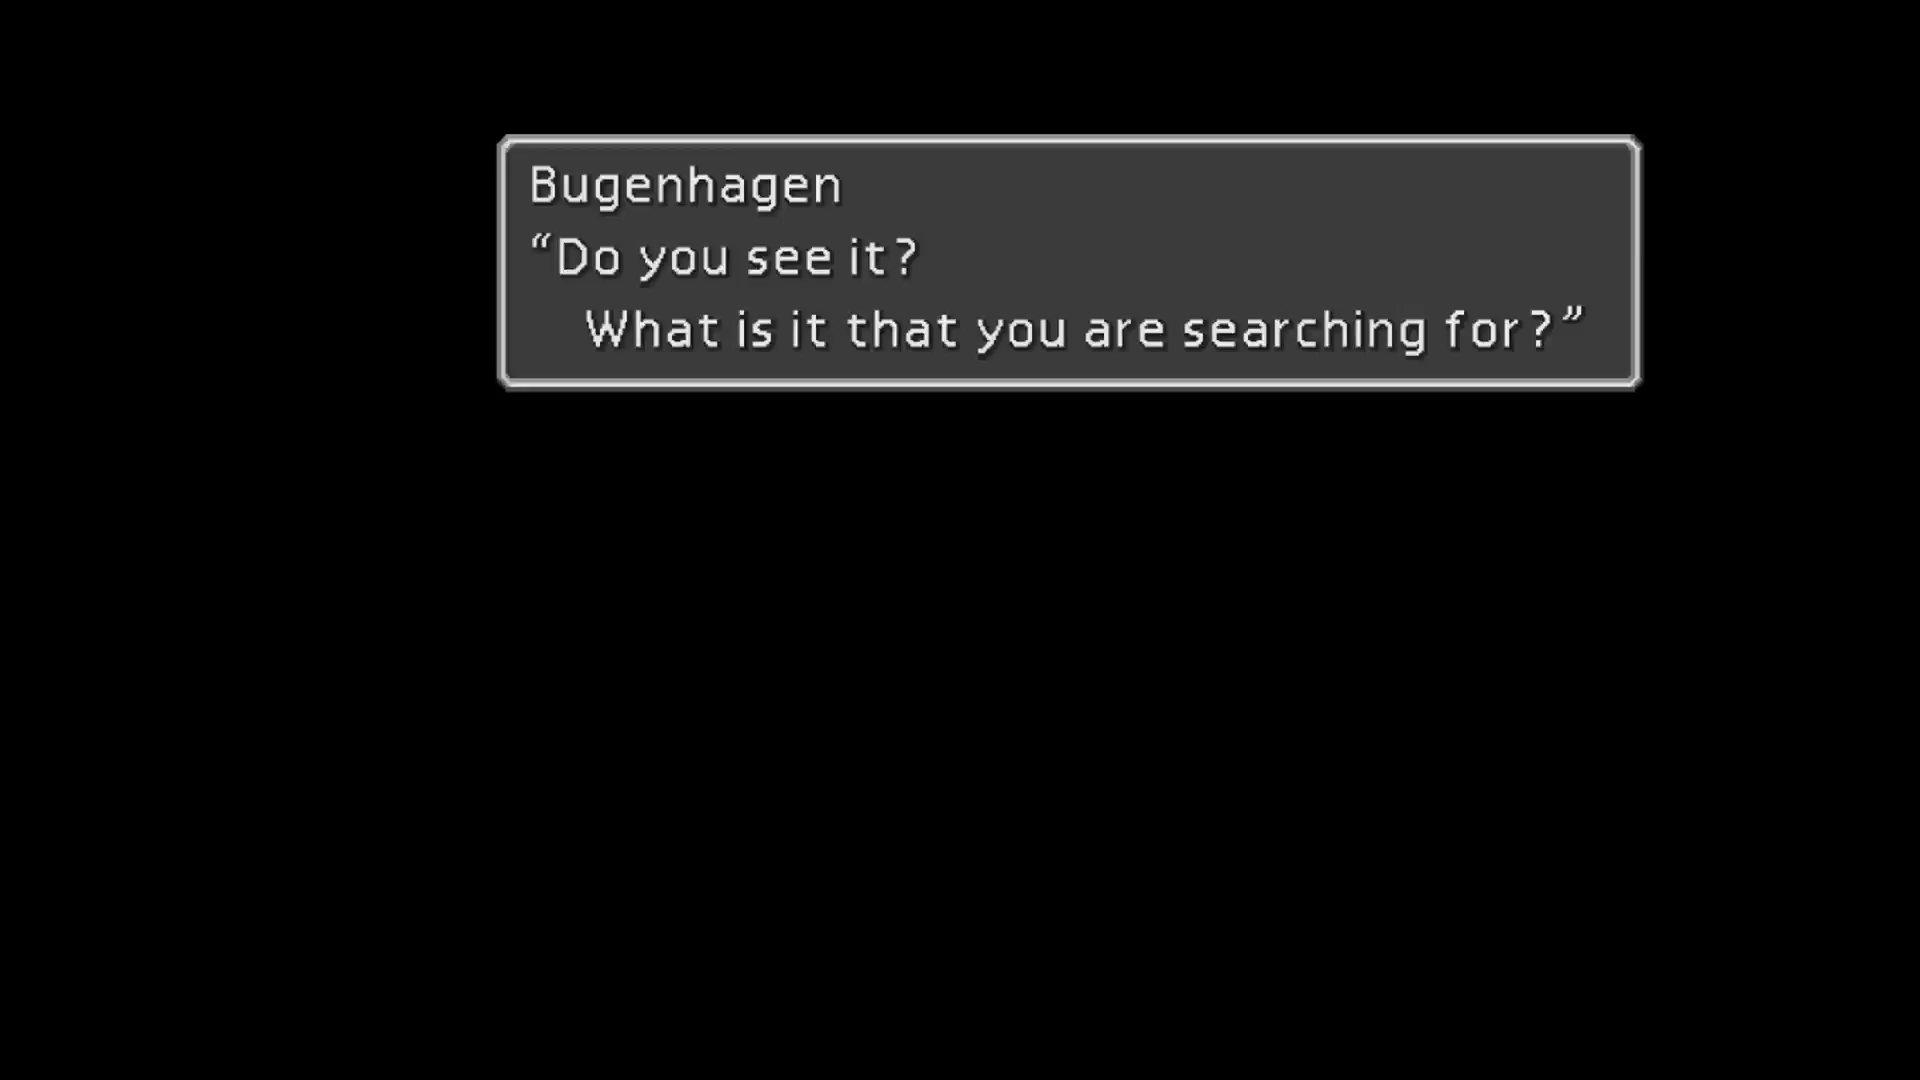 Bugenhagen
“Do you see it?
What is it that you are searching for?”